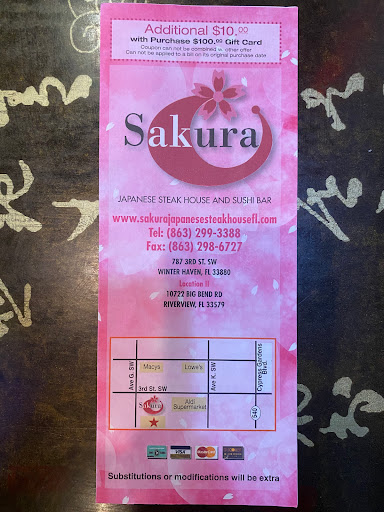 Additional $10.00
with Purchase $100.00 Gift Card
Coupon can not be combined w/ other offer
Can not be applied to a bill on its original purchase date.
Sakura
JAPANESE STEAK HOUSE AND SUSHI BAR
www.sakurajapanesesteakhousefl.com
Tel: (863) 299-3388
Fax: (863) 298-6727
787 3RD ST. SW
WINTER HAVEN, FL 33880
Location II
10722 BIG BEND RD
RIVERVIEW, FL 33579
Ave G. SW
Macys
Lowe's
Ave K. SW
Cypress Gardens Blvd.
3rd St. SW
Sakura
Aldi
Supermarket
540
VISA
MasterCard
Substitutions or modifications will be extra